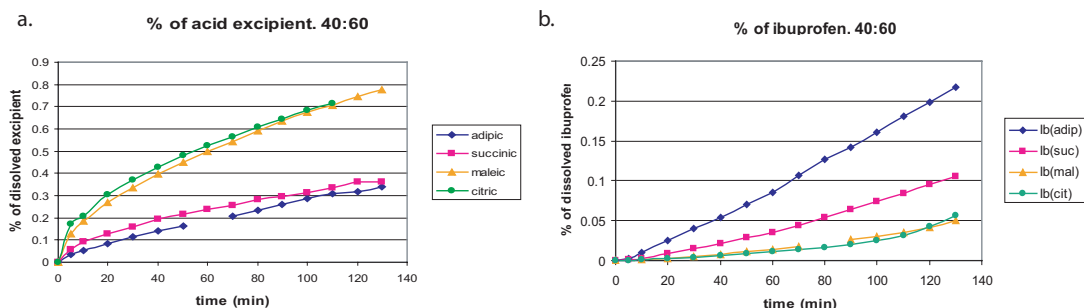 a.
% of acid excipient. 40:60
% of disolved excipient
0.9
0.8
0.7
0.6
0.5
0.4
0.3
0.2
0.1
0
0 20 40 60 80 100 120 140
time (min)
adipic
succinic
maleic
citric
b.
% of ibuprofen. 40:60
% of dissolved ibuprofer
0.25
0.2
0.15
0.1
0.05
0
0 20 40 60 80 100 120 140
time (min)
Ib(adip)
Ib(suc)
Ib(mal)
Ib(cit)